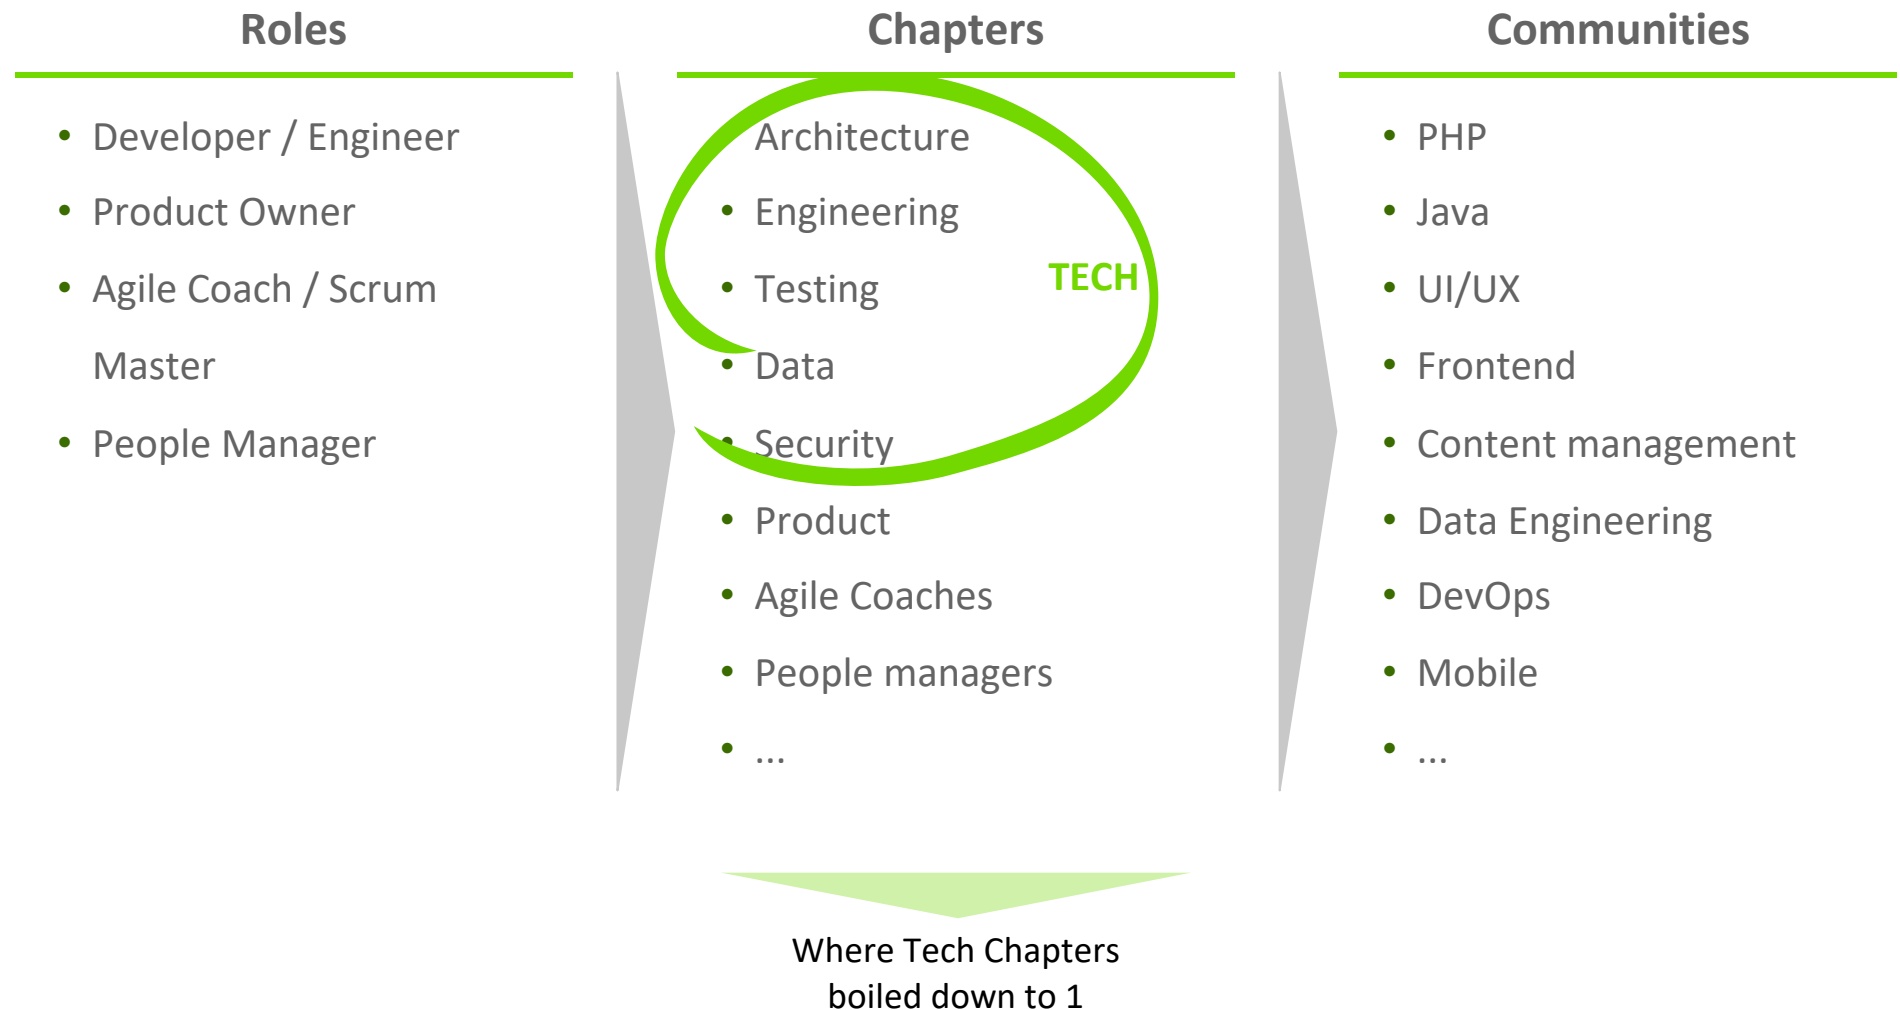 Roles
• Developer / Engineer
• Product Owner
• Agile Coach / Scrum
Master
• People Manager
Chapters
Architecture
• Engineering
• Testing
• Data
• Security
• Product
• Agile Coaches
• People managers
• ...
TECH
Communities
• PHP
• Java
• UI/UX
• Frontend
• Content management
• Data Engineering
• DevOps
• Mobile
• ...
Where Tech Chapters
boiled down to 1